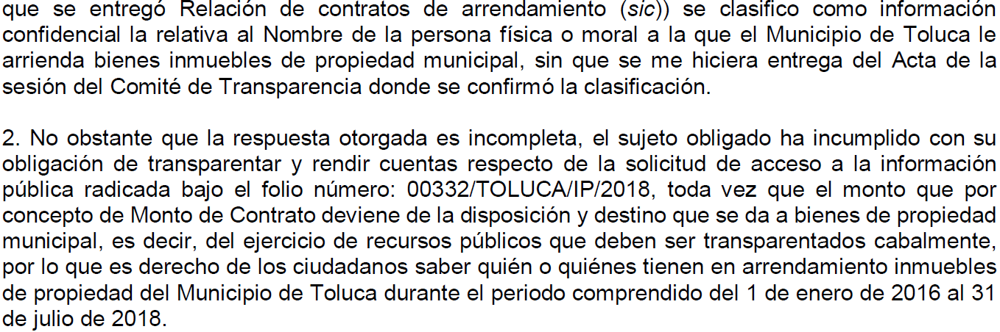 que se entregó Relación de contratos de arrendamiento (sic)) se clasifico como información
confidencial la relativa al Nombre de la persona física o moral a la que el Municipio de Toluca le
arrienda bienes inmuebles de propiedad municipal, sin que se me hiciera entrega del Acta de la
sesión del Comité de Transparencia donde se confirmó la clasificación.
2. No obstante que la respuesta otorgada es incompleta, el sujeto obligado ha incumplido con su
obligación de transparentar y rendir cuentas respecto de la solicitud de acceso a la información
pública radicada bajo el folio número: 00332/TOLUCA/IP/2018, toda vez que el monto que por
concepto de Monto de Contrato deviene de la disposición y destino que se da a bienes de propiedad
municipal, es decir, del ejercicio de recursos públicos que deben ser transparentados cabalmente,
por lo que es derecho de los ciudadanos saber quién o quiénes tienen en arrendamiento inmuebles
de propiedad del Municipio de Toluca durante el periodo comprendido del 1 de enero de 2016 al 31
de julio de 2018.